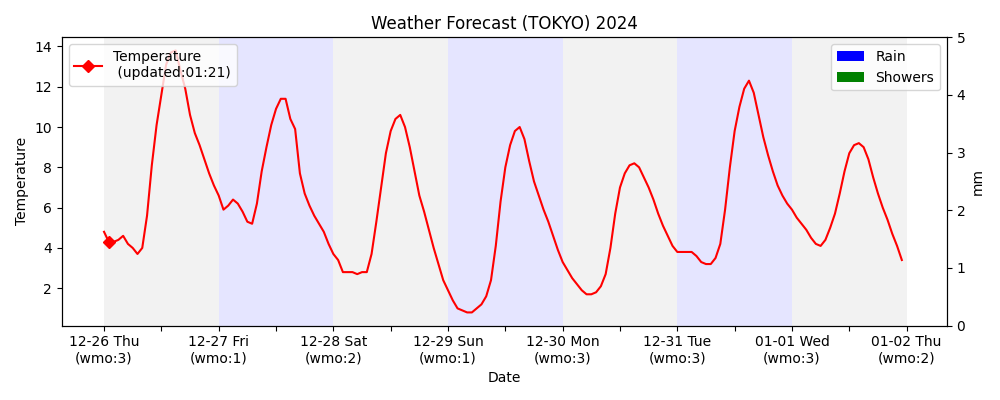 Weather Forecast (TOKYO) 2024
Temperature
(updated:01:21)
Rain
Showers
14
12
10
8
6
4
2
Temperature
5
4
3
2
1
0
mm
12-26 Thu 12-27 Fri 12-28 Sat 12-29 Sun 12-30 Mon 12-31 Tue 01-01 Wed 01-02 Thu
(wmo:3) (wmo:1) (wmo:2) (wmo:1) (wmo:3) (wmo:3) (wmo:3) (wmo:2)
Date